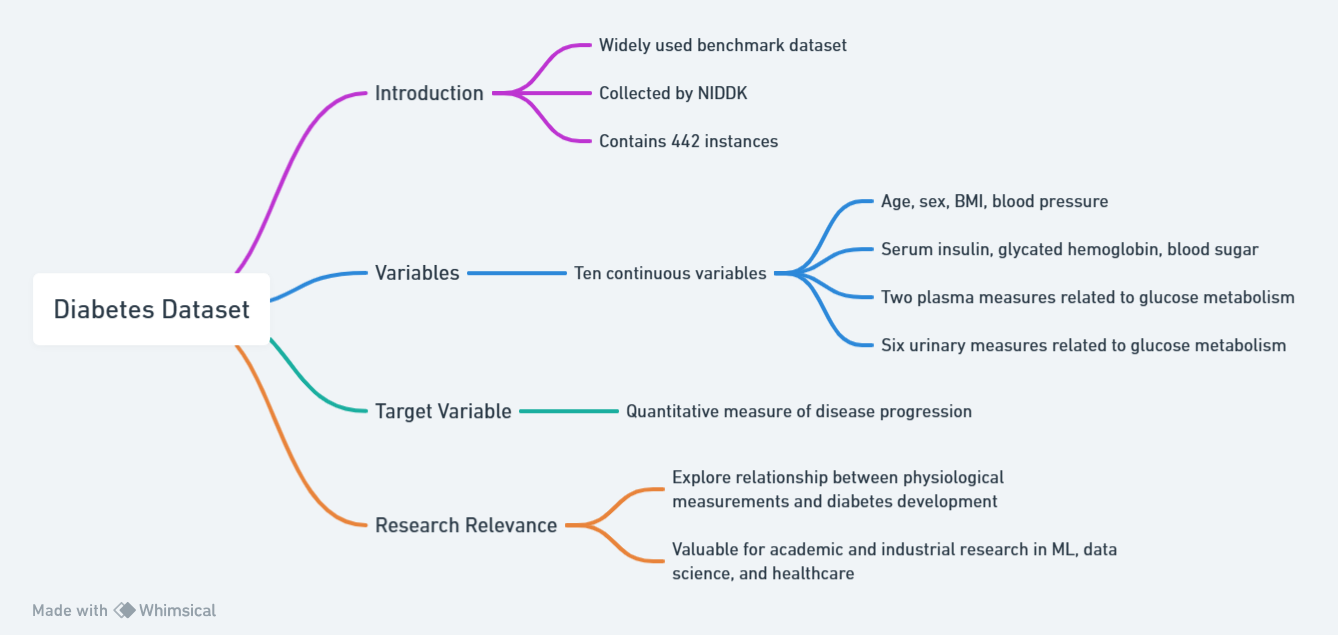 Diabetes Dataset
Introduction
Widely used benchmark dataset
Collected by NIDDK
Contains 442 instances
Variables
Ten continuous variables
Age, sex, BMI, blood pressure
Serum insulin, glycated hemoglobin, blood sugar
Two plasma measures related to glucose metabolism
Six urinary measures related to glucose metabolism
Target Variable
Quantitative measure of disease progression
Research Relevance
Explore relationship between physiological
measurements and diabetes development
Valuable for academic and industrial research in ML, data
science, and healthcare
Made with Whimsical